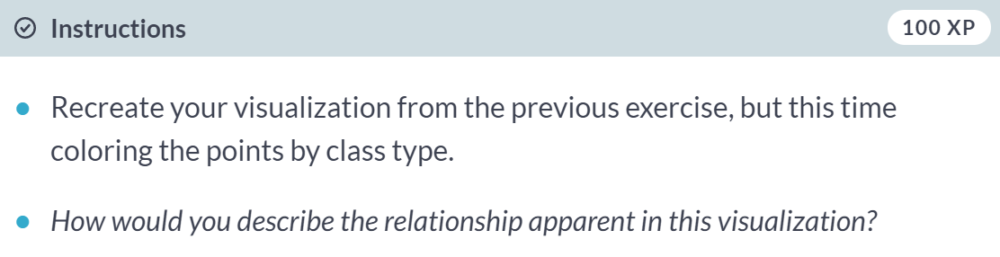 Instructions
100 XP
Recreate your visualization from the previous exercise, but this time
coloring the points by class type.
How would you describe the relationship apparent in this visualization?